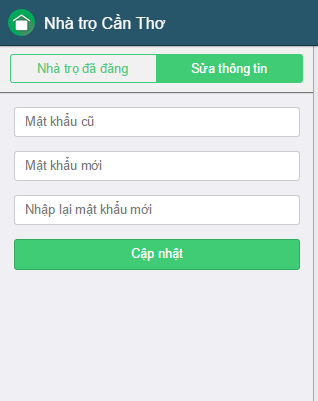 Nhà trọ Cần Thơ
Nhà trọ đã đăng
Sửa thông tin
Mật khẩu cũ
Mật khẩu mới
Nhập lại mật khẩu mới
Cập nhật